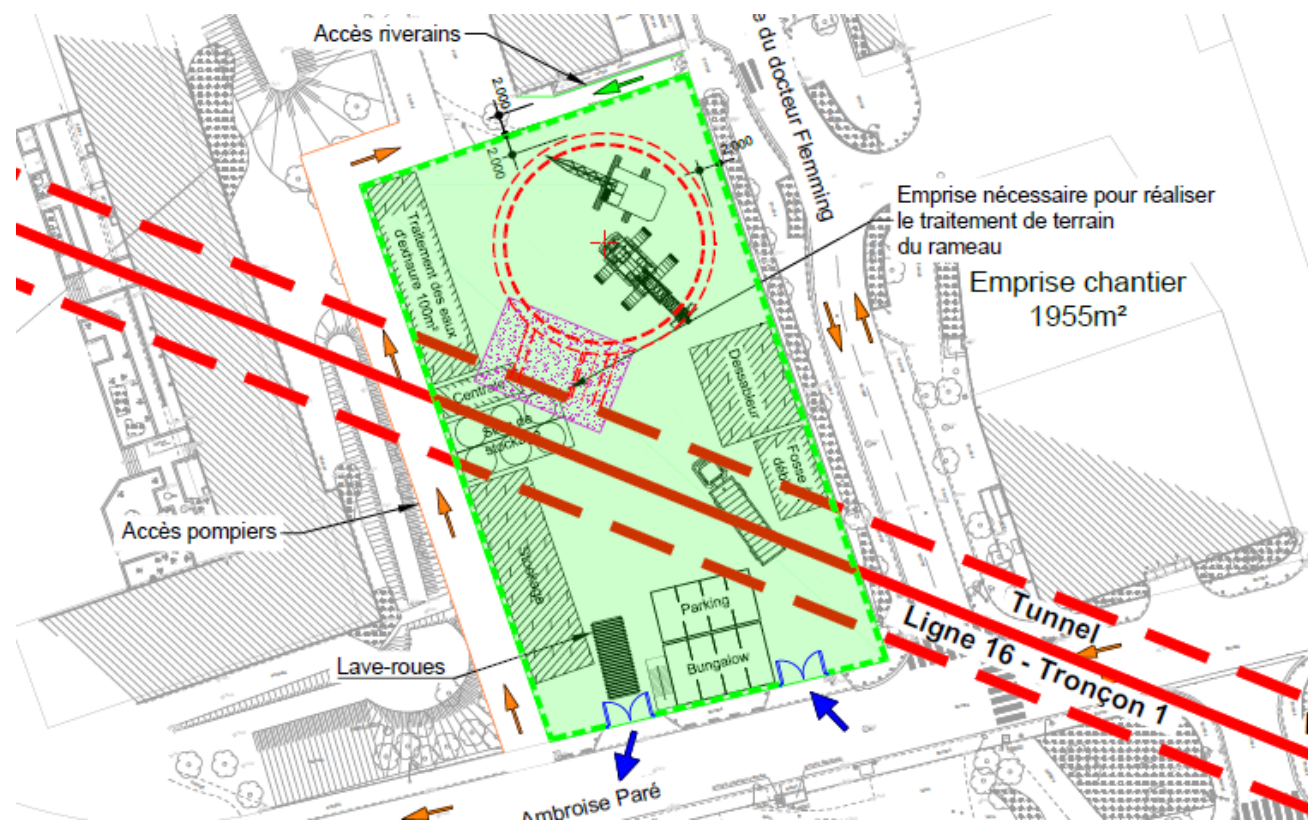 Accès riverains
2.000
2.000
2.000
du docteur Flemming
Emprise nécessaire pour réaliser
le traitement de terrain
du rameau
Emprise chantier
1955m²
Traitement des eaux
d'exhaure 100m²
Centrale
Dessableur
Fosse
Stockage
Accès pompiers
Parking
Bungalow
Lave-roues
Tunnel
Ligne 16 - Tronçon 1
Ambroise Paré